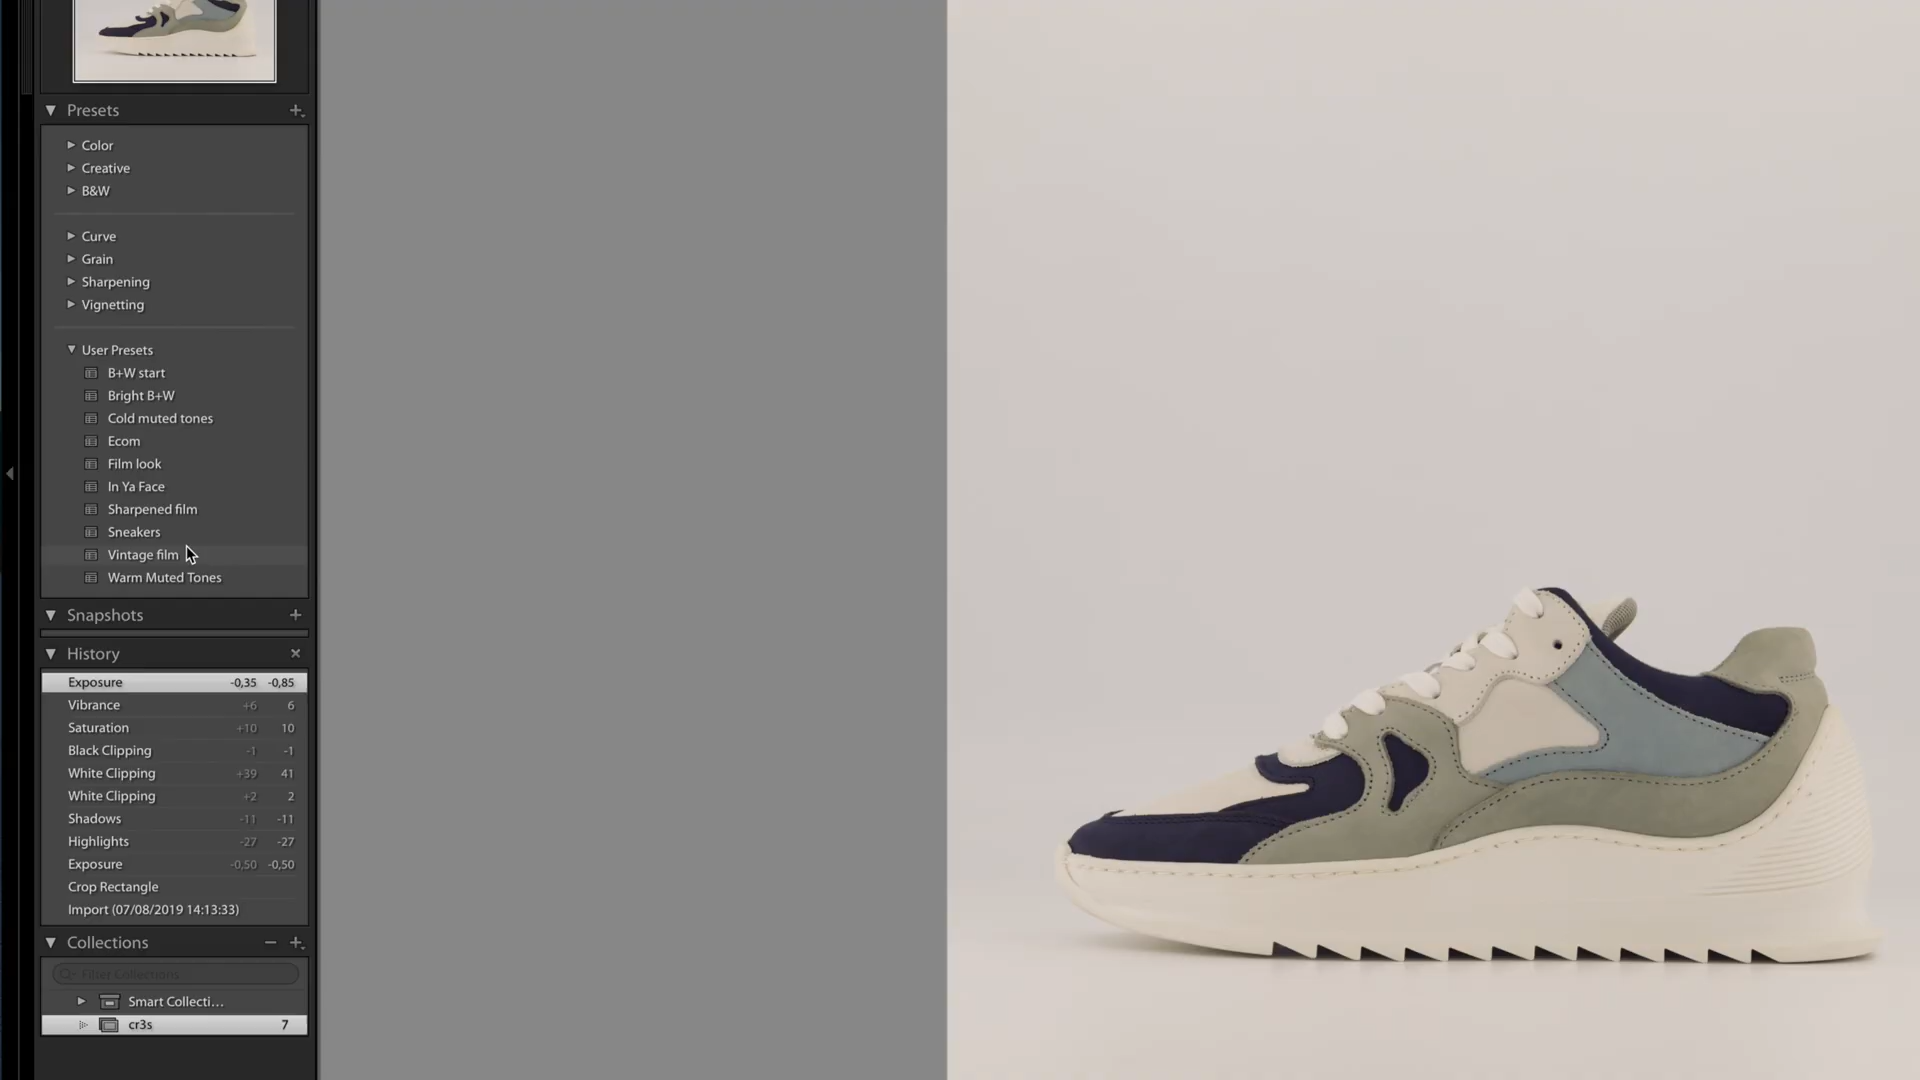 Presets
Color
Creative
B&W
Curve
Grain
Sharpening
Vignetting
User Presets
B+W start
Bright B+W
Cold muted tones
Ecom
Film look
In Ya Face
Sharpened film
Sneakers
Vintage film
Warm Muted Tones
Snapshots
History
Exposure -0,35 -0,85
Vibrance +6 6
Saturation +10 10
Black Clipping -1 -1
White Clipping +39 41
White Clipping +2 2
Shadows -11 -11
Highlights -27 -27
Exposure -0,50 -0,50
Crop Rectangle
Import (07/08/2019 14:13:33)
Collections
Filter Collections
Smart Collecti...
cr3s 7